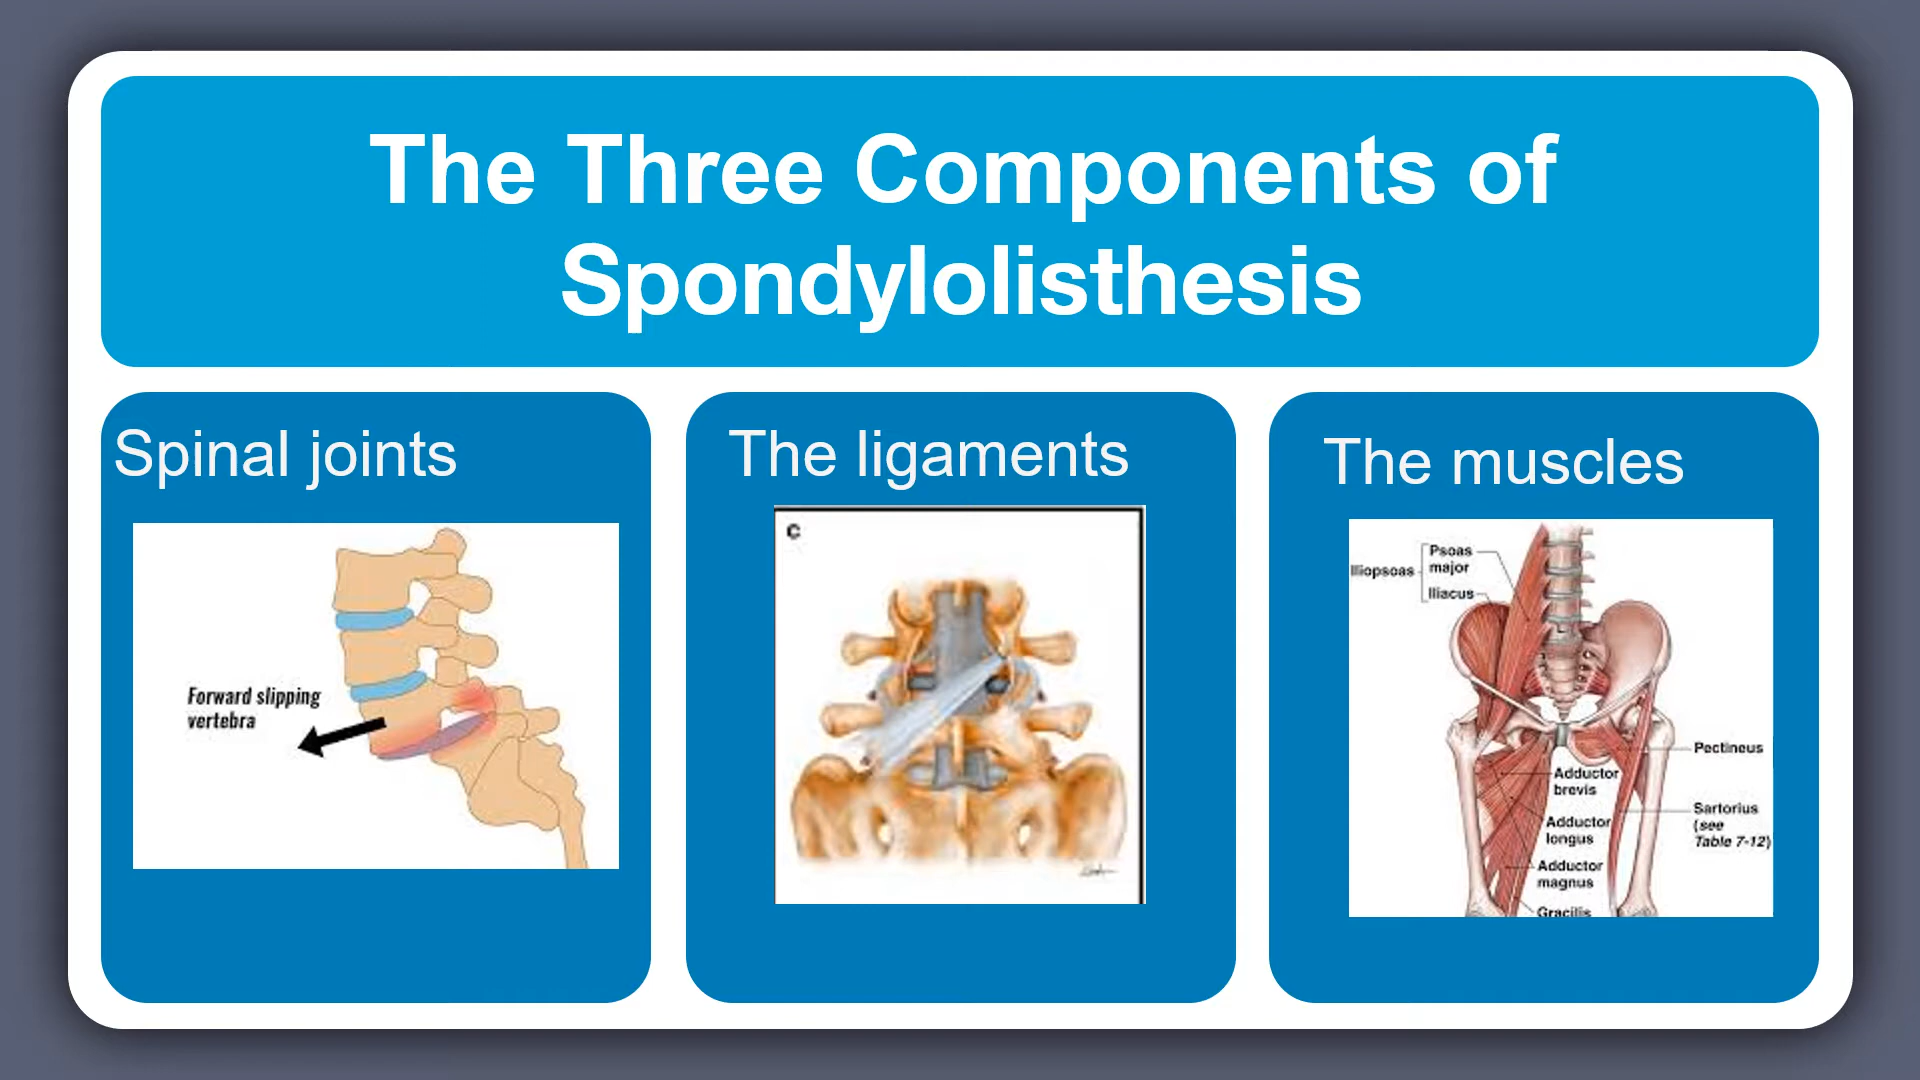 The Three Components of
Spondylolisthesis
Spinal joints
Forward slipping
vertebra
The ligaments
C
The muscles
Iliopsoas
Psoas
major
Iliacus
Pectineus
Adductor
brevis
Sartorius
(see
Table 7-12)
Adductor
longus
Adductor
magnus
Gracilis